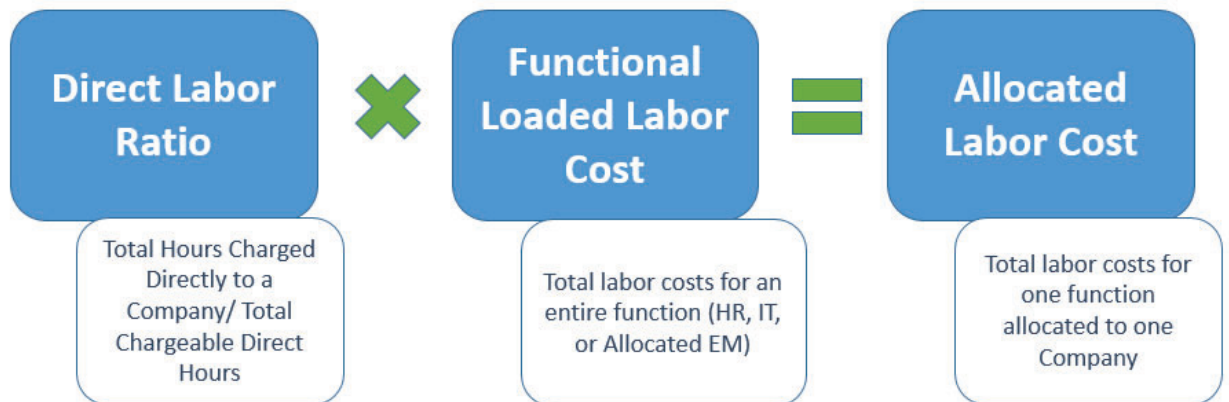 Direct Labor
Ratio
Functional
Loaded Labor
Cost
Allocated
Labor Cost
Total Hours Charged
Directly to a
Company/ Total
Chargeable Direct
Hours
Total labor costs for an
entire function (HR, IT,
or Allocated EM)
Total labor costs for
one function
allocated to one
Company